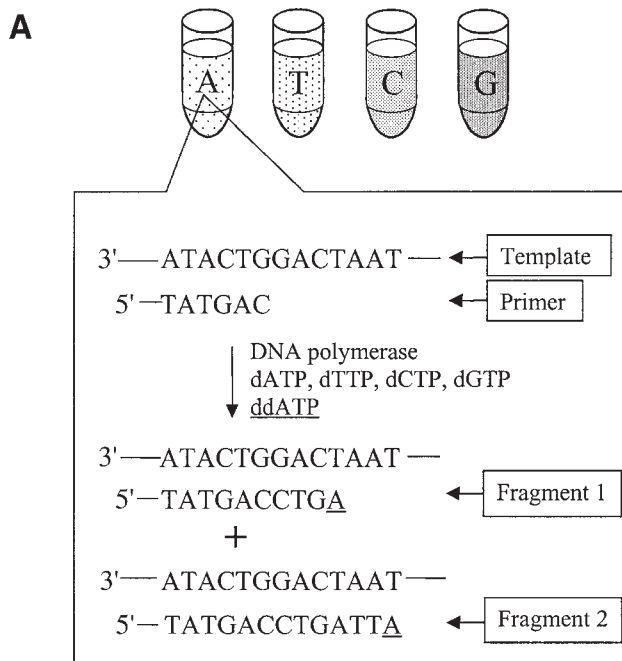 A
A T C G
3'—ATACTGGACTAAT— Template
5'—TATGAC Primer
DNA polymerase
dATP, dTTP, dCTP, dGTP
ddATP
3'—ATACTGGACTAAT—
5'—TATGACCTGA Fragment 1
+
3'—ATACTGGACTAAT—
5'—TATGACCTGATTA Fragment 2